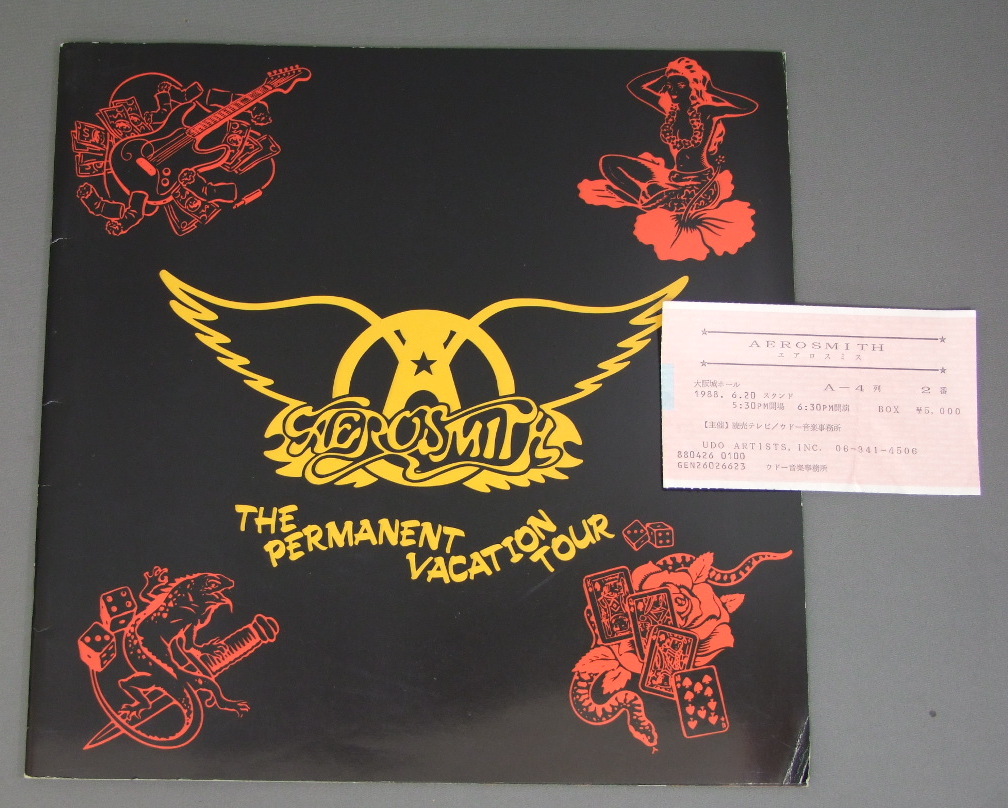 AEROSMITH
THE
PERMANENT
VACATION
TOUR
AEROSMITH
エアロスミス
大阪城ホール A-4 列 2 番
1988. 6.20 スタンド
5:30PM開場 6:30PM開演 BOX ¥5,000
【主催】読売テレビ/ウドー音楽事務所
UDO ARTISTS, INC. 06-341-4506
880426 0100
GEN26026623 ウドー音楽事務所